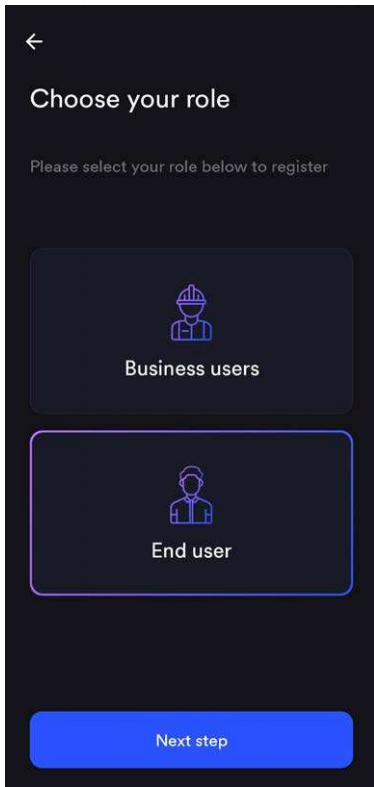 Choose your role
Please select your role below to register
Business users
End user
Next step